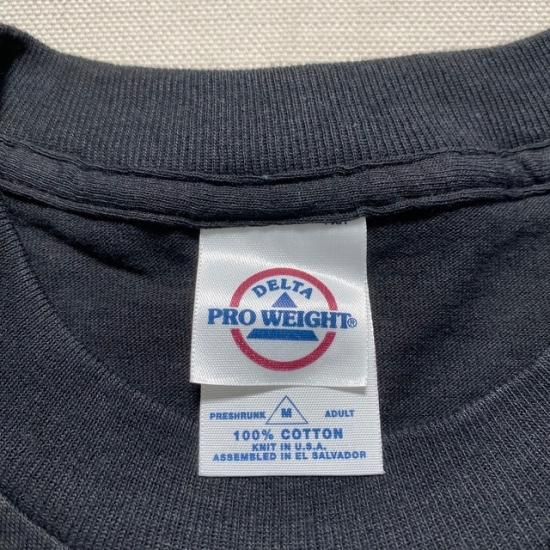 DELTA
PRO WEIGHT®
PRESHRUNK M ADULT
100% COTTON
KNIT IN U.S.A.
ASSEMBLED IN EL SALVADOR